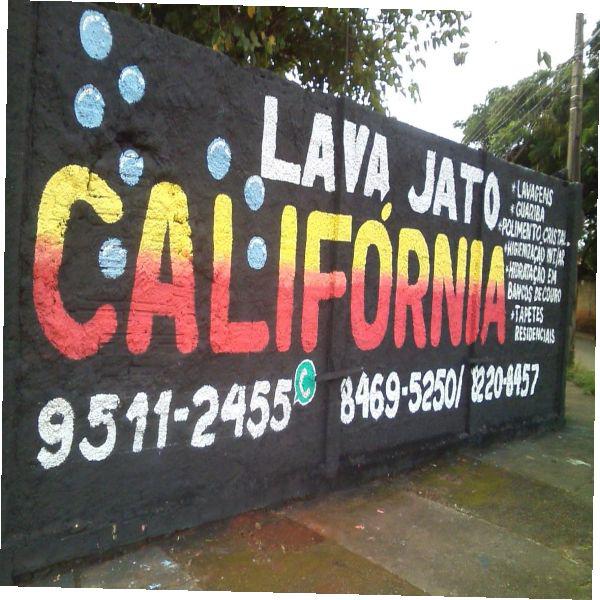 LAVA JATO
CALIFÓRNIA
+ LAVAGENS
+ GUARIBA
+ POLIMENTO CRISTAL
+ HIGIENIZAÇÃO
+ HIDRATAÇÃO EM
BANCOS DE COURO
+ TAPETES
RESIDENCIAIS
9511-2455
8469-5250/ 8220-8457